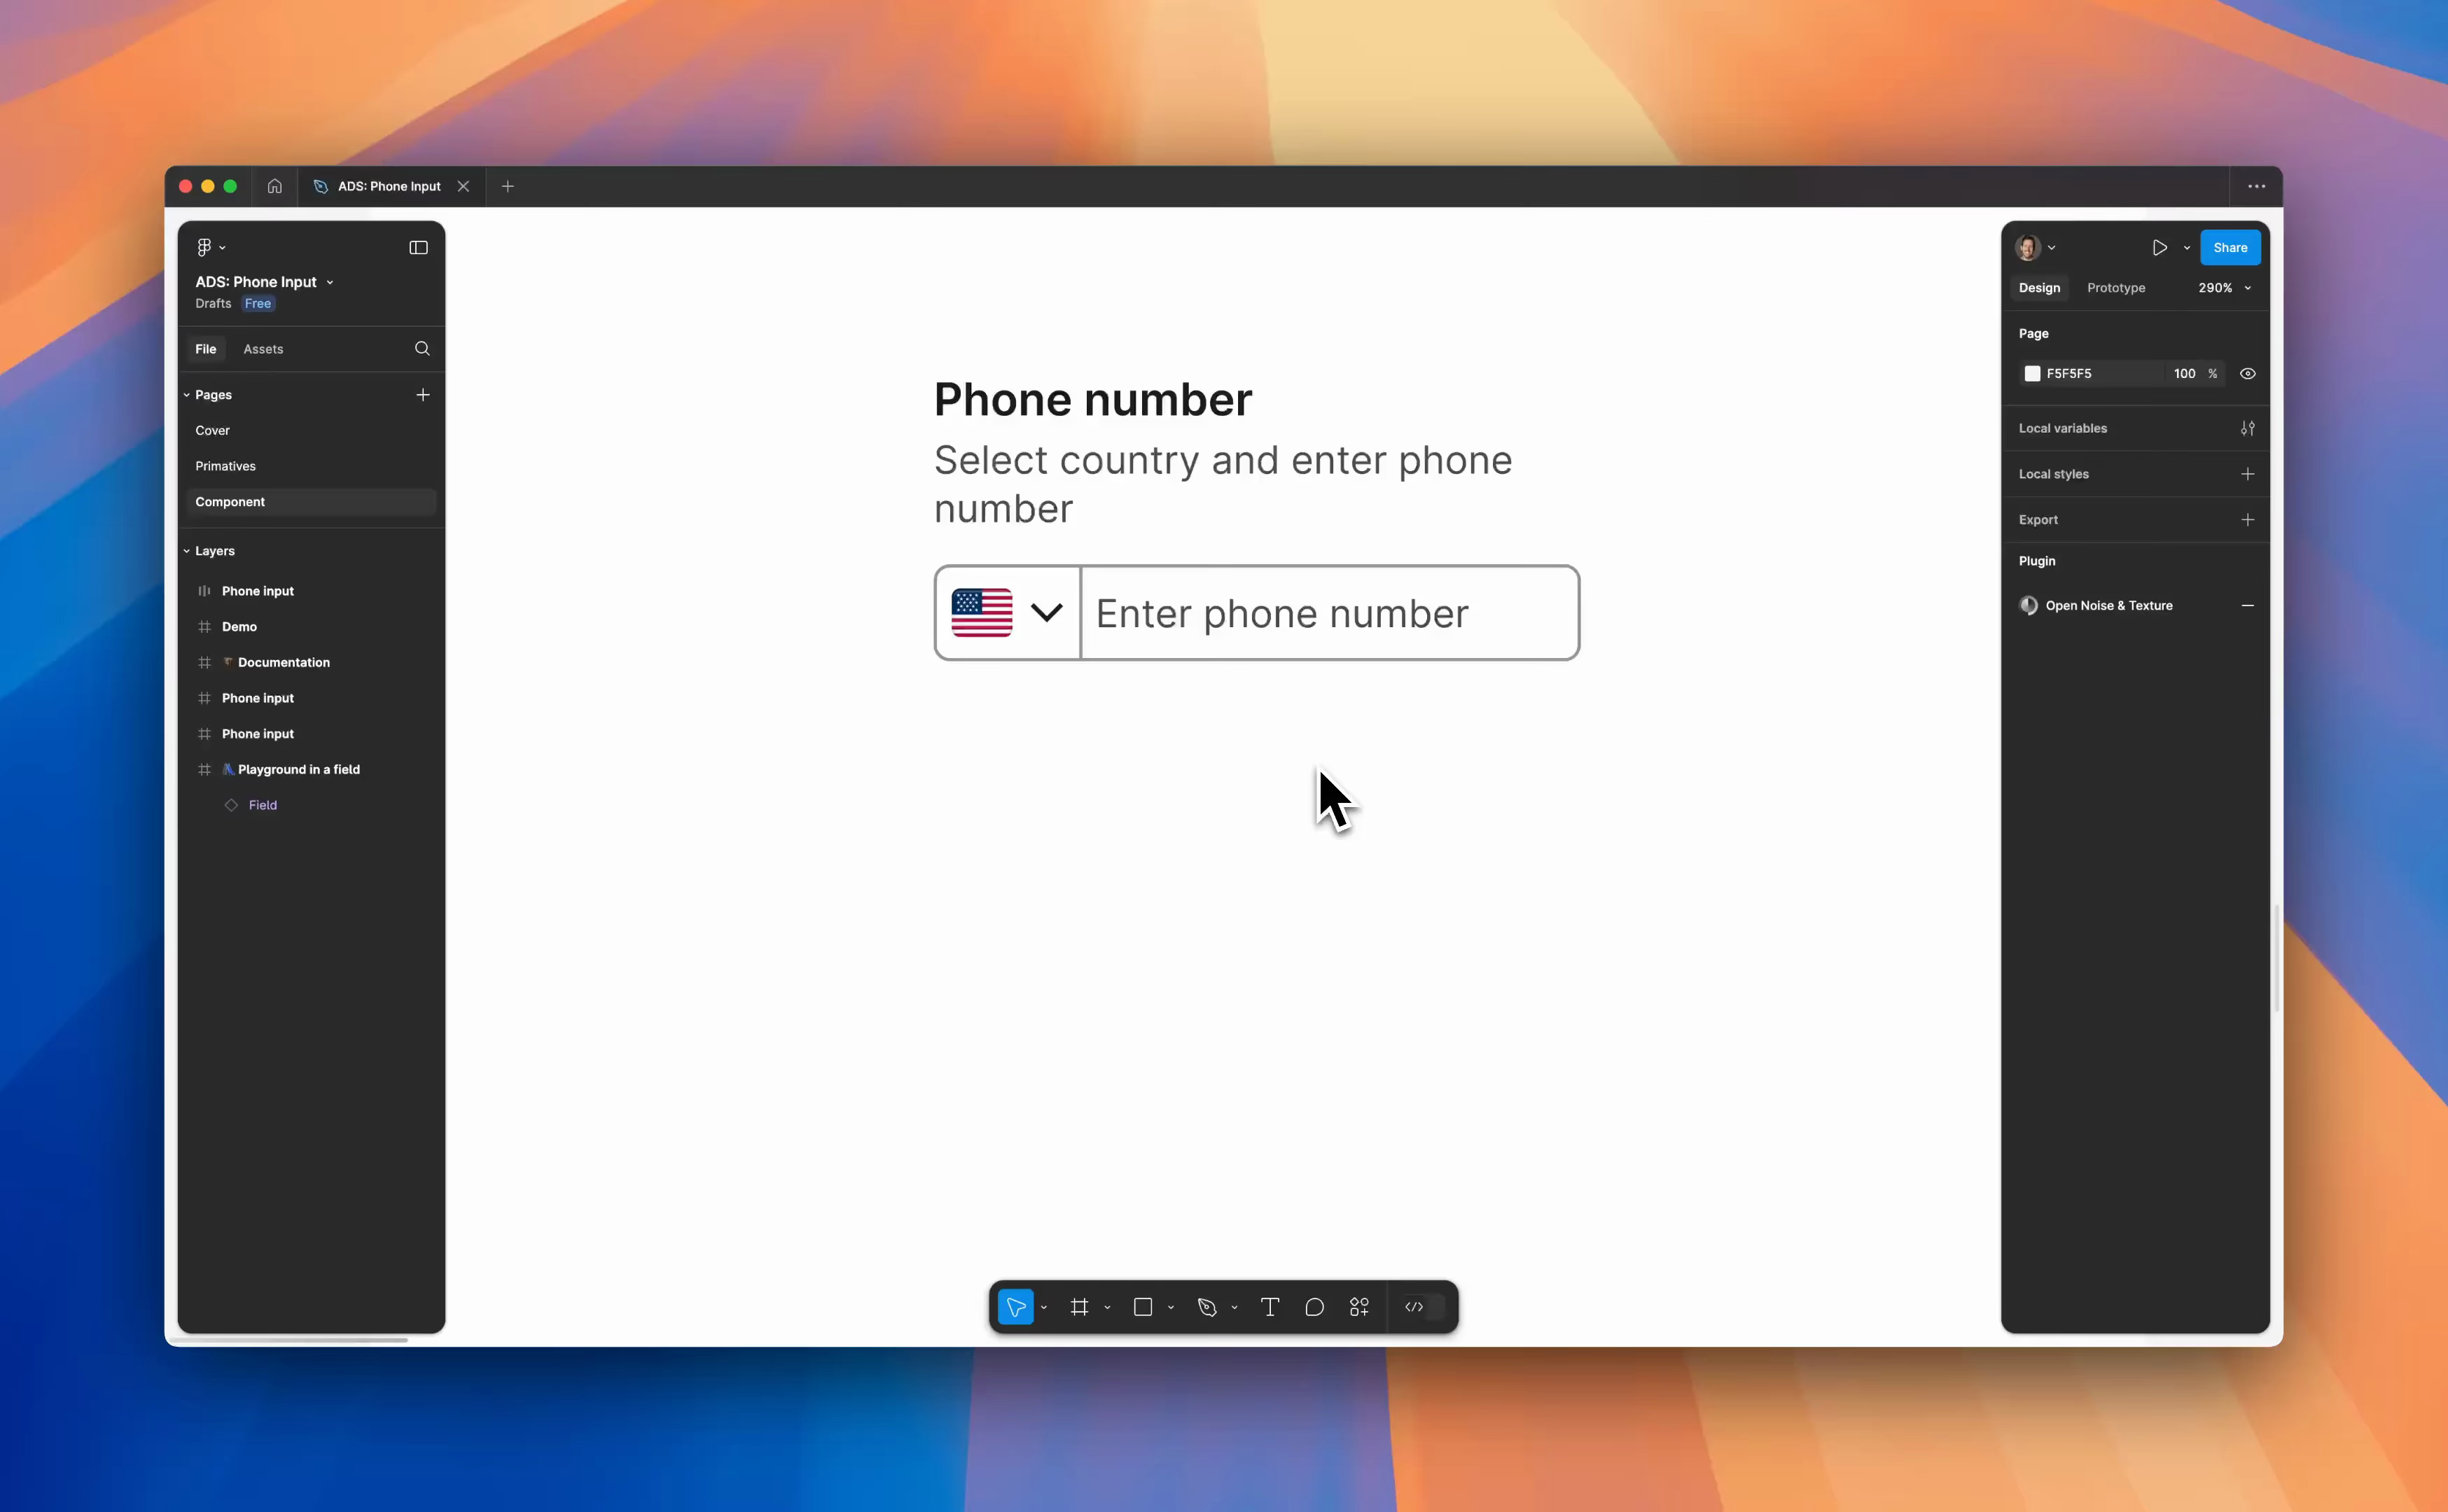 ADS: Phone Input
ADS: Phone Input
Drafts Free
File Assets
Pages
Cover
Primatives
Component
Layers
Phone input
Demo
Documentation
Phone input
Phone input
Playground in a field
Field
Phone number
Select country and enter phone
number
Enter phone number
Share
Design Prototype 290%
Page
F5F5F5 100 %
Local variables
Local styles
Export
Plugin
Open Noise & Texture